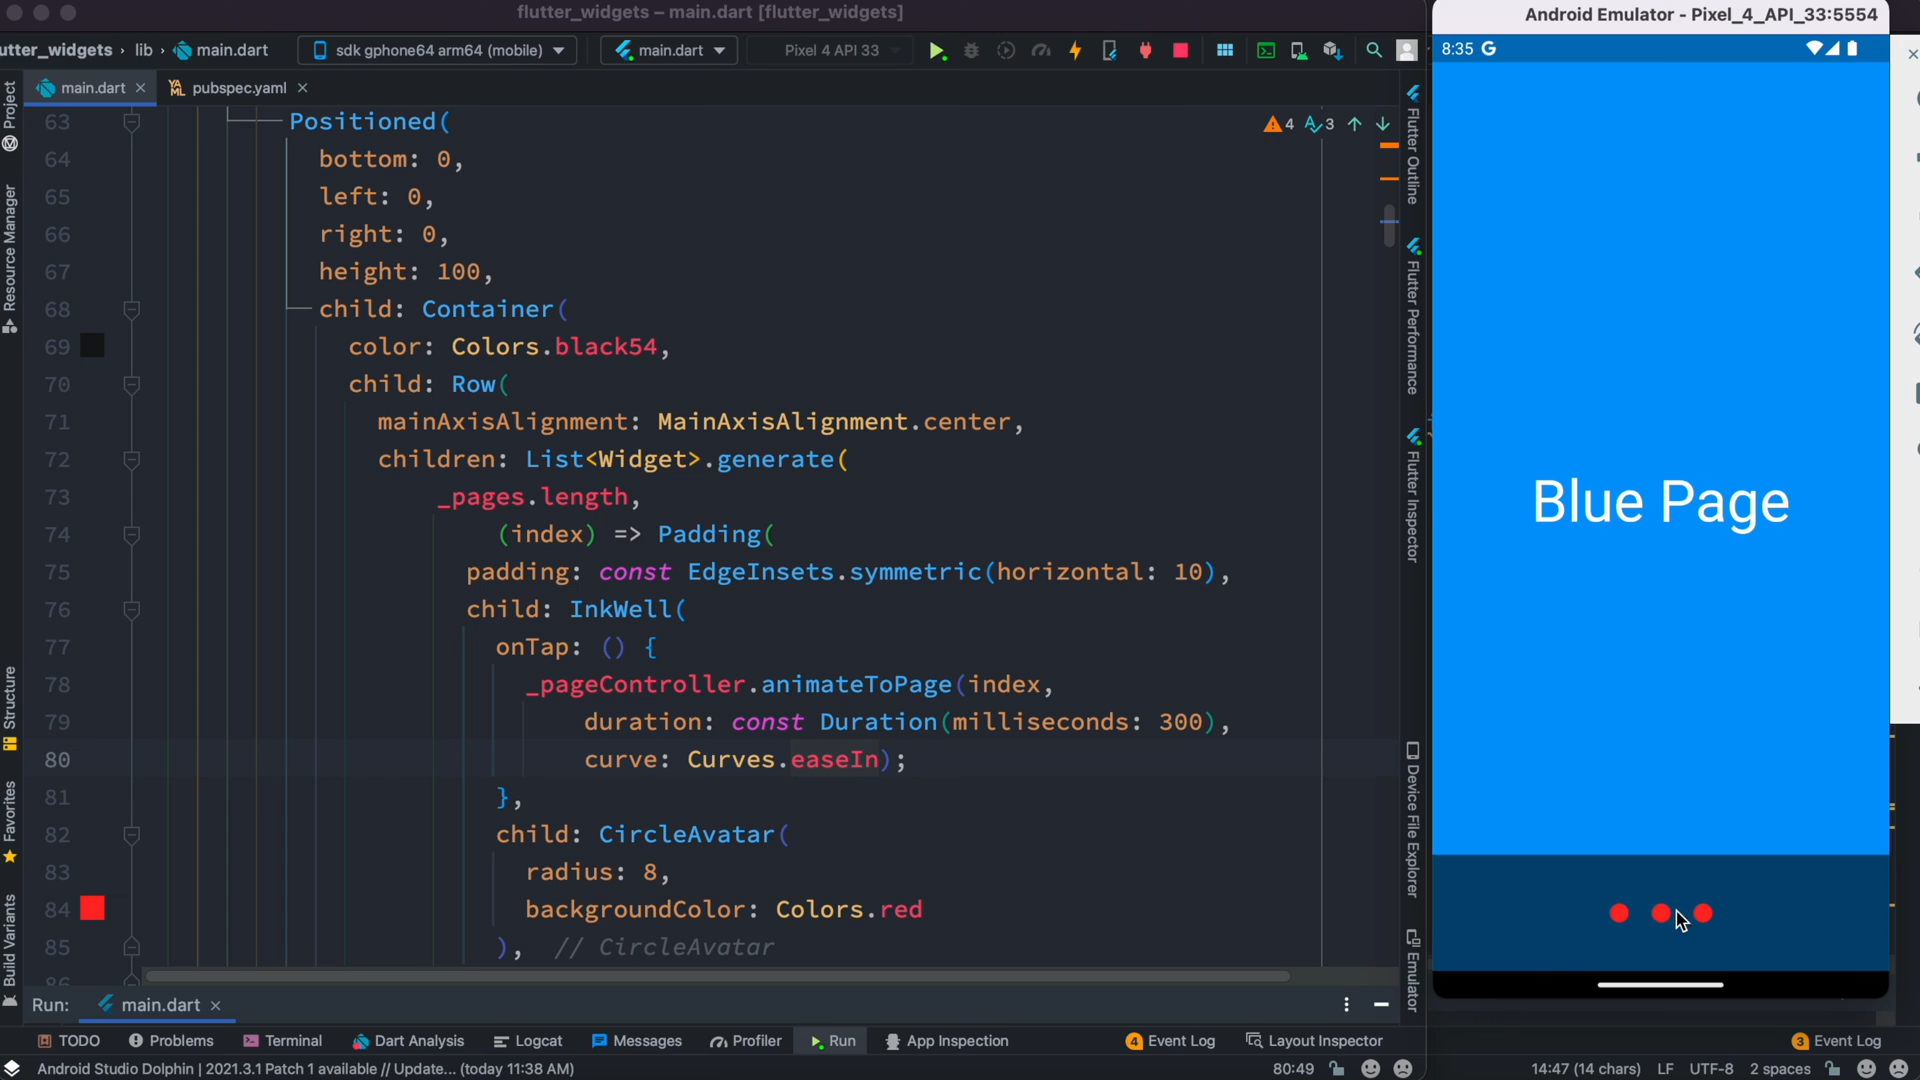 flutter_widgets – main.dart [flutter_widgets]
Android Emulator - Pixel_4_API_33:5554
utter_widgets
lib
main.dart
sdk gphone64 arm64 (mobile)
main.dart
Pixel 4 API 33
8:35
main.dart
pubspec.yaml
63 Positioned(
64 bottom: 0,
65 left: 0,
66 right: 0,
67 height: 100,
68 child: Container(
69 color: Colors.black54,
70 child: Row(
71 mainAxisAlignment: MainAxisAlignment.center,
72 children: List<Widget>.generate(
73 _pages.length,
74 (index) => Padding(
75 padding: const EdgeInsets.symmetric(horizontal: 10),
76 child: InkWell(
77 onTap: () {
78 _pageController.animateToPage(index,
79 duration: const Duration(milliseconds: 300),
80 curve: Curves.easeIn);
81 },
82 child: CircleAvatar(
83 radius: 8,
84 backgroundColor: Colors.red
85 ), // CircleAvatar
86
4
3
Project
Resource Manager
Structure
Favorites
Build Variants
Flutter Outline
Flutter Performance
Flutter Inspector
Device File Explorer
Emulator
Blue Page
Run:
main.dart
TODO
Problems
Terminal
Dart Analysis
Logcat
Messages
Profiler
Run
App Inspection
4 Event Log
Layout Inspector
3 Event Log
Android Studio Dolphin | 2021.3.1 Patch 1 available // Update... (today 11:38 AM)
80:49
14:47 (14 chars)
LF
UTF-8
2 spaces